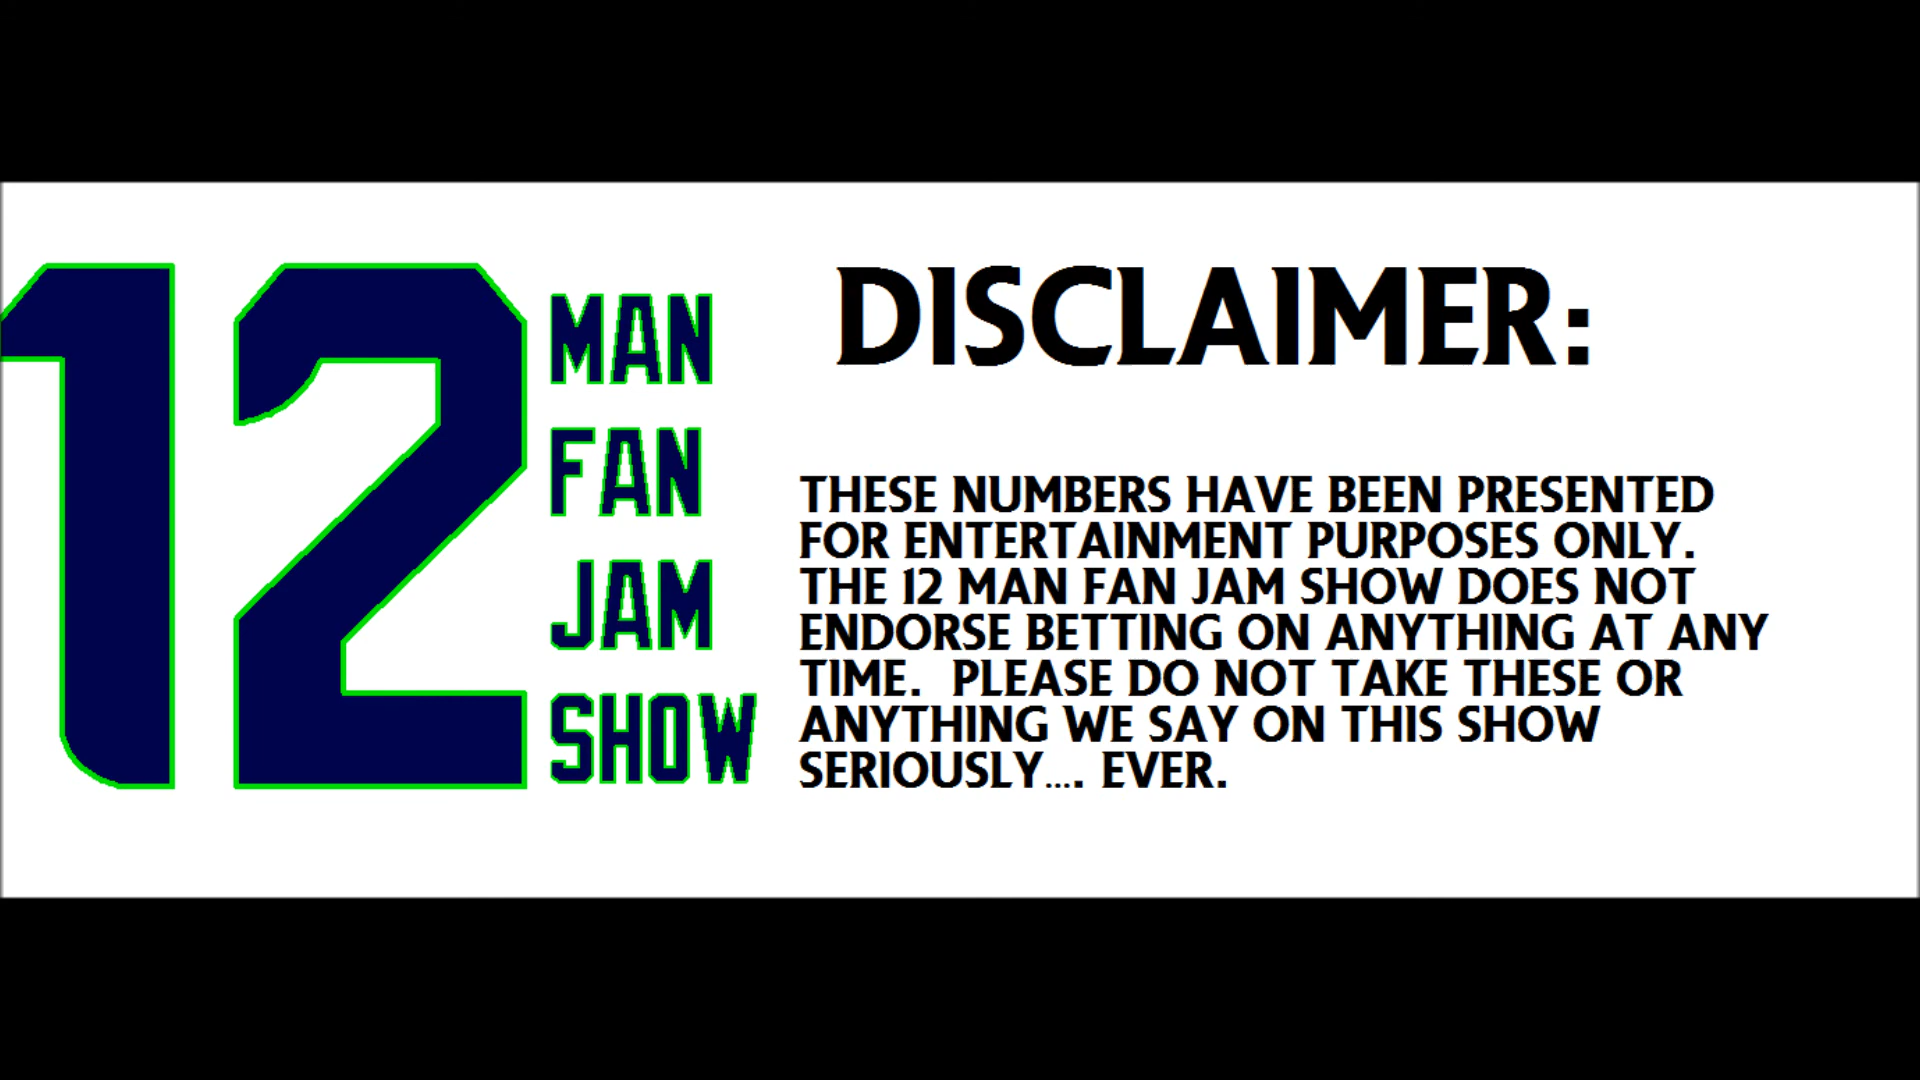 12
MAN
FAN
JAM
SHOW
DISCLAIMER:
THESE NUMBERS HAVE BEEN PRESENTED
FOR ENTERTAINMENT PURPOSES ONLY.
THE 12 MAN FAN JAM SHOW DOES NOT
ENDORSE BETTING ON ANYTHING AT ANY
TIME.  PLEASE DO NOT TAKE THESE OR
ANYTHING WE SAY ON THIS SHOW
SERIOUSLY…. EVER.